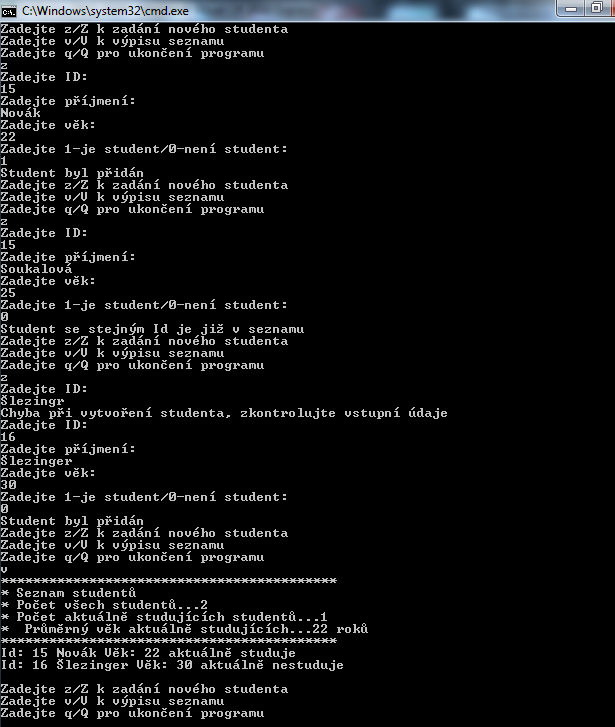 C:\Windows\system32\cmd.exe
Zadejte z/Z k zadání nového studenta
Zadejte v/V k výpisu seznamu
Zadejte q/Q pro ukončení programu
z
Zadejte ID:
15
Zadejte příjmení:
Novák
Zadejte věk:
22
Zadejte 1-je student/0-není student:
1
Student byl přidán
Zadejte z/Z k zadání nového studenta
Zadejte v/V k výpisu seznamu
Zadejte q/Q pro ukončení programu
z
Zadejte ID:
15
Zadejte příjmení:
Soukalová
Zadejte věk:
25
Zadejte 1-je student/0-není student:
0
Student se stejným Id je již v seznamu
Zadejte z/Z k zadání nového studenta
Zadejte v/V k výpisu seznamu
Zadejte q/Q pro ukončení programu
z
Zadejte ID:
Šlezingr
Chyba při vytvoření studenta, zkontrolujte vstupní údaje
Zadejte ID:
16
Zadejte příjmení:
Šlezinger
Zadejte věk:
30
Zadejte 1-je student/0-není student:
0
Student byl přidán
Zadejte z/Z k zadání nového studenta
Zadejte v/V k výpisu seznamu
Zadejte q/Q pro ukončení programu
v
******************************************
* Seznam studentů
* Počet všech studentů...2
* Počet aktuálně studujících studentů...1
*  Průměrný věk aktuálně studujících...22 roků
******************************************
Id: 15 Novák Věk: 22 aktuálně studuje
Id: 16 Šlezinger Věk: 30 aktuálně nestuduje
Zadejte z/Z k zadání nového studenta
Zadejte v/V k výpisu seznamu
Zadejte q/Q pro ukončení programu